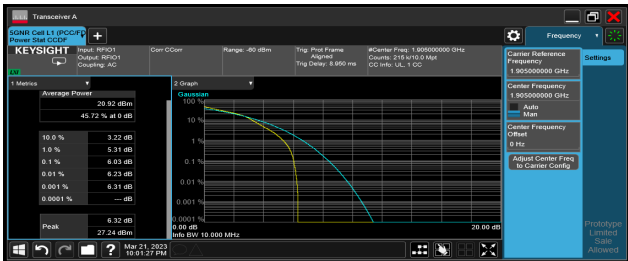 Transceiver A
5GNR Cell L1 (PCC/FD
Power Stat CCDF
Frequency
KEYSIGHT
Input: RFIO1
Output: RFIO1
Coupling: AC
Corr CCorr
Range: -60 dBm
Trig: Prot Frame
Aligned
Trig Delay: 8.950 ms
#Center Freq: 1.905000000 GHz
Counts: 215 k/10.0 Mpt
CC Info: UL, 1 CC
1 Metrics
Average Power
20.92 dBm
45.72 % at 0 dB
10.0 % 3.22 dB
1.0 % 5.31 dB
0.1 % 6.03 dB
0.01 % 6.23 dB
0.001 % 6.31 dB
0.0001 % --- dB
Peak
6.32 dB
27.24 dBm
2 Graph
Gaussian
100 %
10 %
1 %
0.1 %
0.01 %
0.001 %
0.0001 %
0.00 dB
20.00 dB
Info BW 10.000 MHz
Carrier Reference
Frequency
1.905000000 GHz
Center Frequency
1.905000000 GHz
Auto
Man
Center Frequency
Offset
0 Hz
Adjust Center Freq
to Carrier Config
Settings
Prototype
Limited
Sale
Allowed
Mar 21, 2023
10:01:27 PM